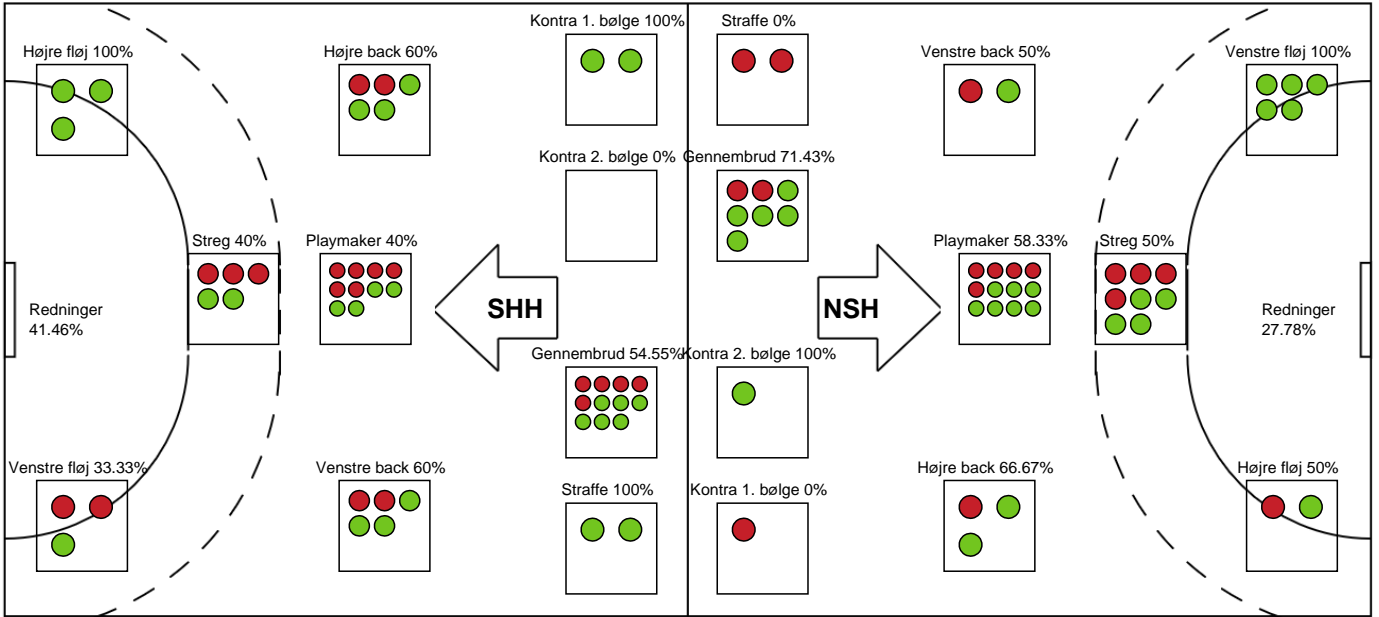 Kontra 1. bølge 100%
Straffe 0%
Højre fløj 100%
Højre back 60%
Venstre back 50%
Venstre fløj 100%
Kontra 2. bølge 0%
Gennembrud 71.43%
Streg 40%
Playmaker 40%
Playmaker 58.33%
Streg 50%
Redninger
41.46%
SHH
NSH
Redninger
27.78%
Gennembrud 54.55%
Kontra 2. bølge 100%
Venstre fløj 33.33%
Venstre back 60%
Højre back 66.67%
Højre fløj 50%
Straffe 100%
Kontra 1. bølge 0%